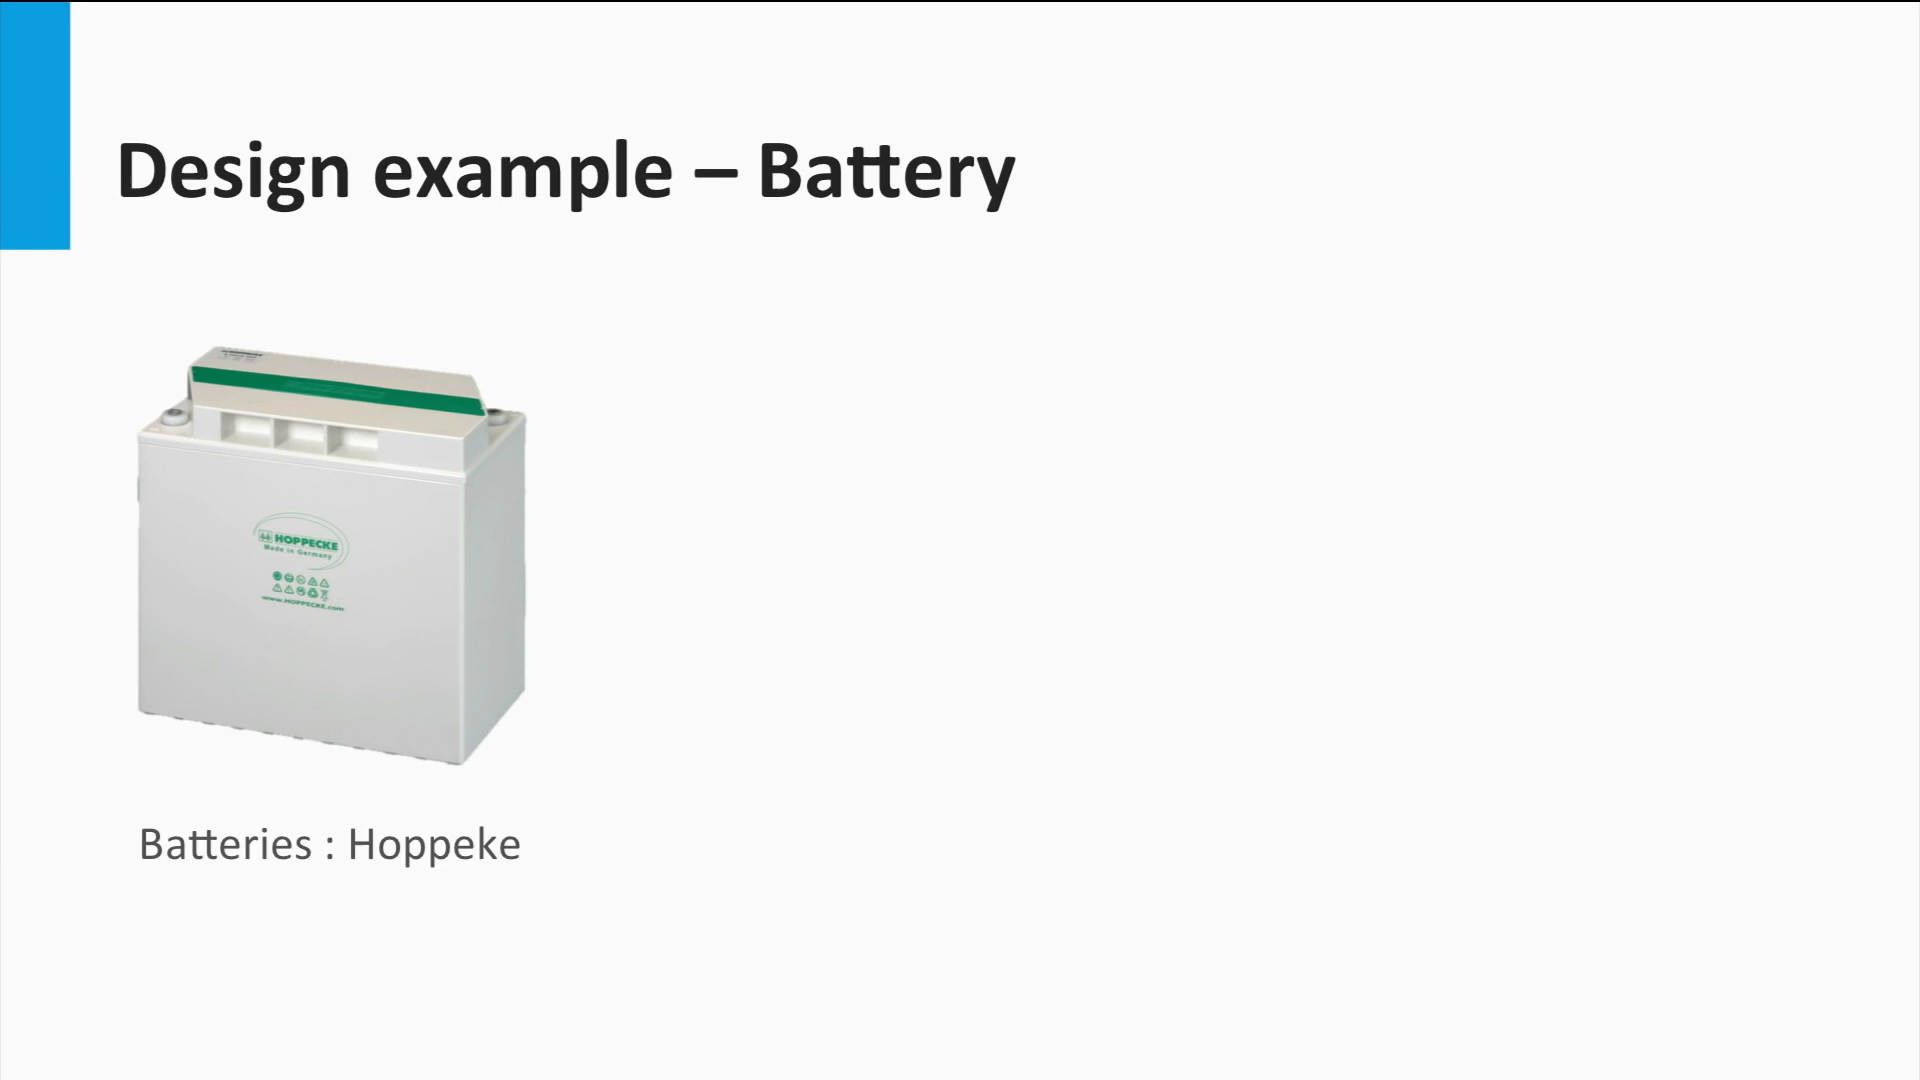 Design example – Battery
HOPPECKE
Made in Germany
www.HOPPECKE.com
Batteries : Hoppeke